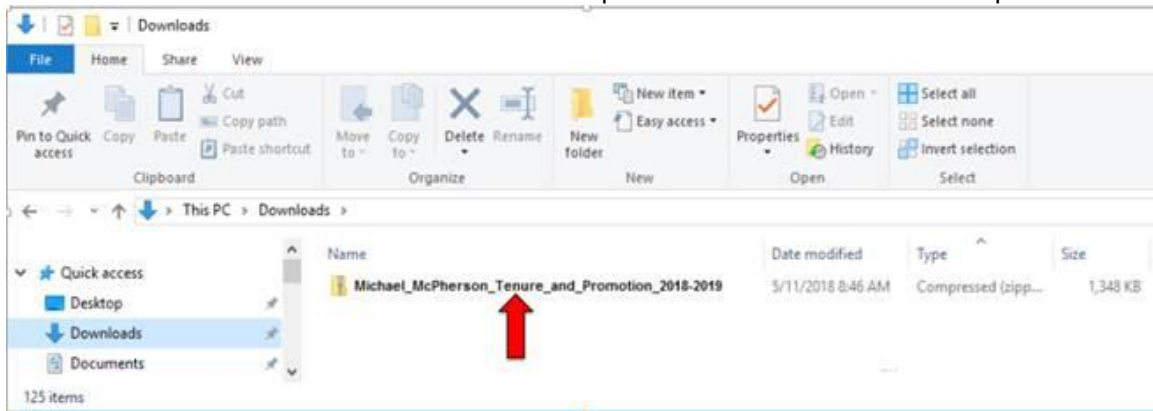 Downloads
File Home Share View
Pin to Quick access
Copy
Paste
Cut
Copy path
Paste shortcut
Clipboard
Move to
Copy to
Delete
Rename
Organize
New folder
New item
Easy access
New
Properties
Open
Edit
History
Open
Select all
Select none
Invert selection
Select
This PC > Downloads >
Name Date modified Type Size
Quick access
Desktop
Downloads
Documents
Michael_McPherson_Tenure_and_Promotion_2018-2019 5/11/2018 8:46 AM Compressed (zipp... 1,348 KB
125 items